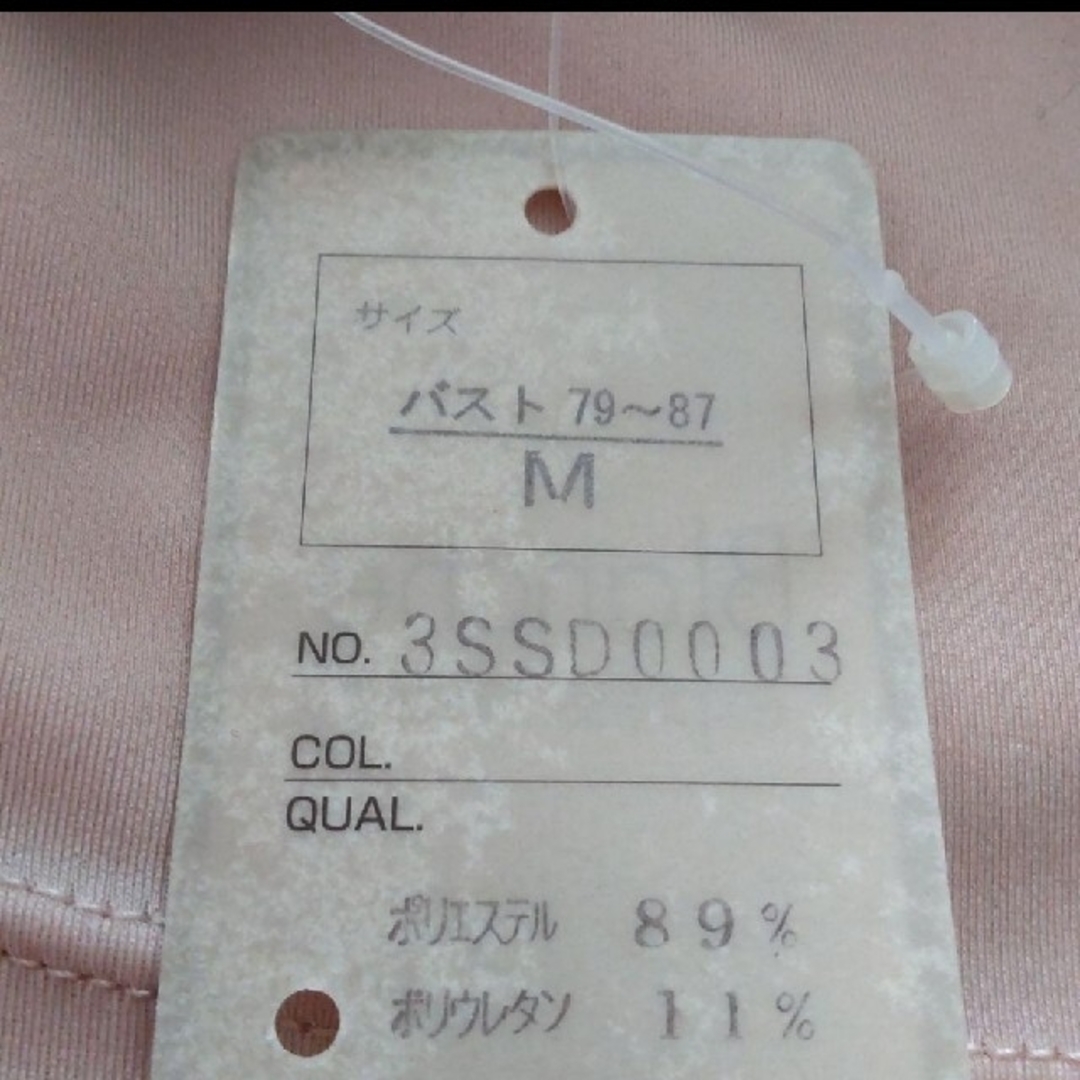 サイズ
バスト 79〜87
M
NO. 3SSD0003
COL.
QUAL.
ポリエステル 89%
ポリウレタン 11%